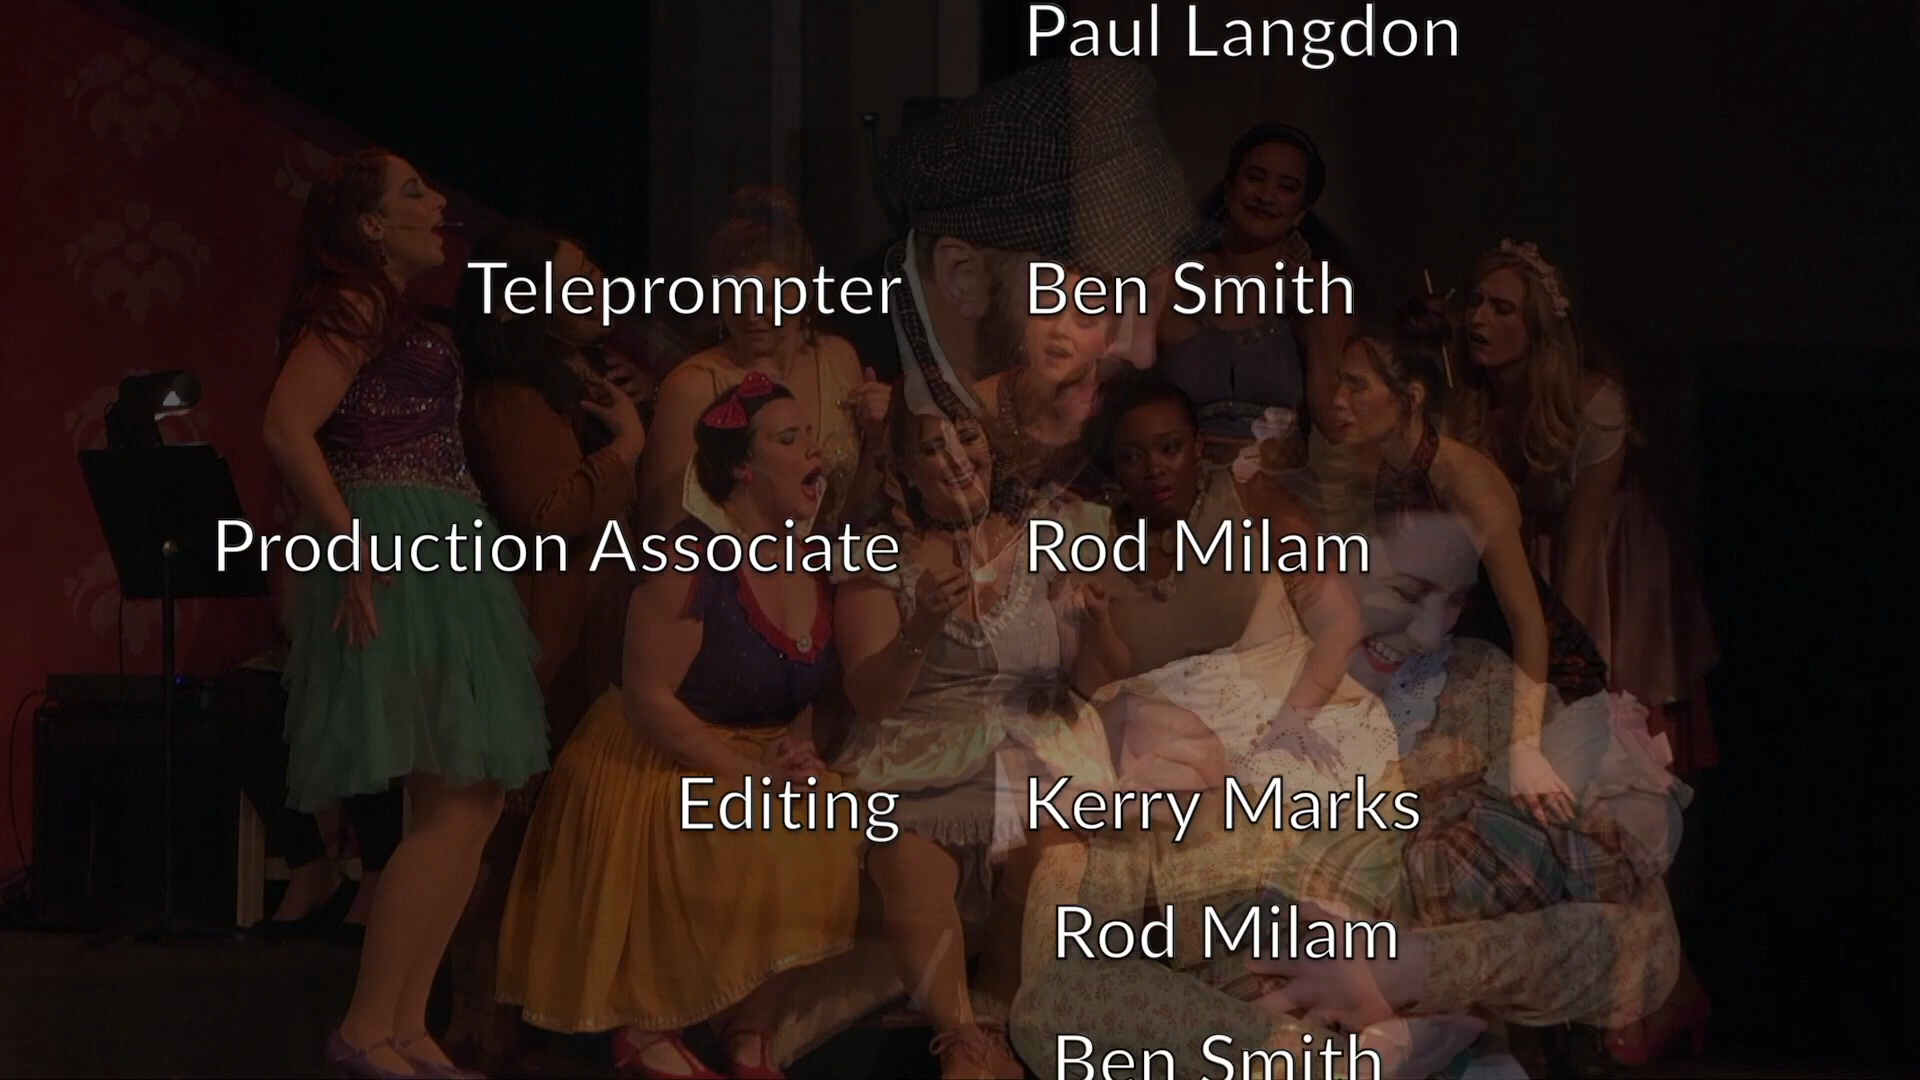 Paul Langdon
Teleprompter Ben Smith
Production Associate Rod Milam
Editing Kerry Marks
Rod Milam
Ben Smith